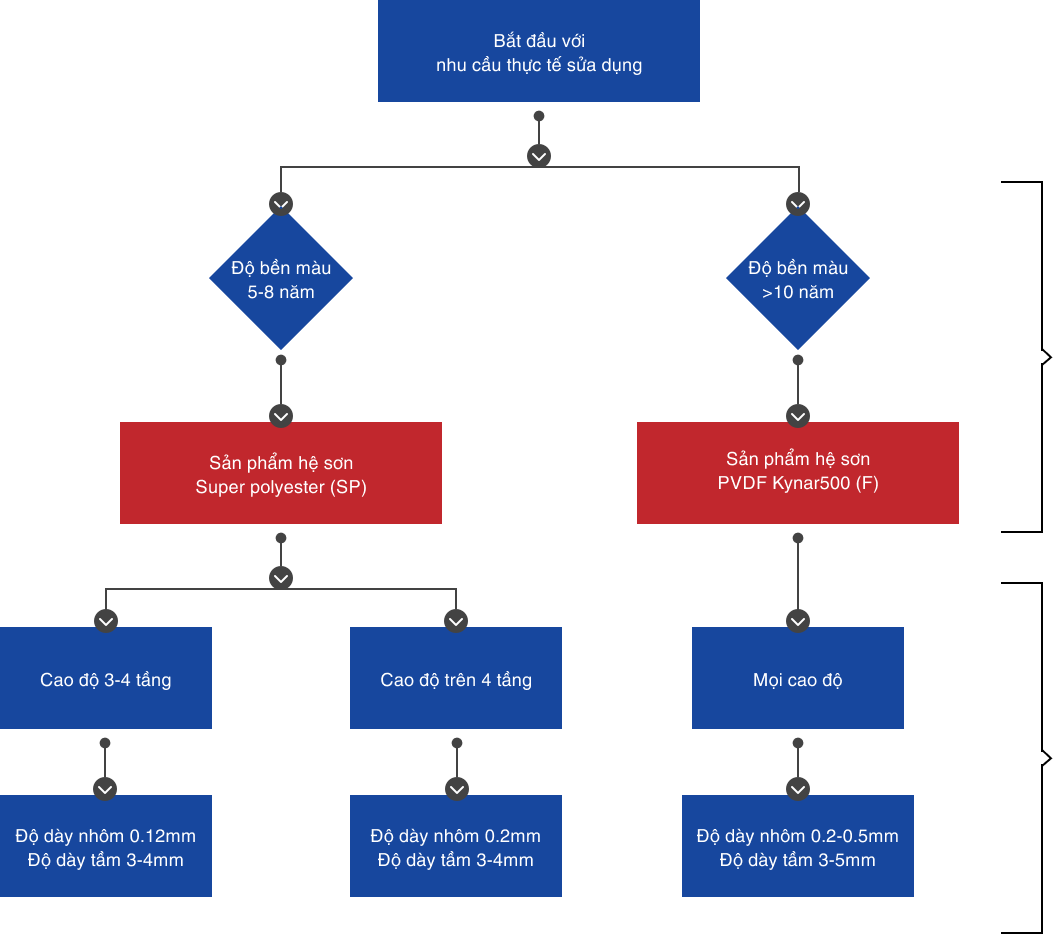 Bắt đầu với
nhu cầu thực tế sửa dụng
Độ bền màu
5-8 năm
Độ bền màu
>10 năm
Sản phẩm hệ sơn
Super polyester (SP)
Sản phẩm hệ sơn
PVDF Kynar500 (F)
Cao độ 3-4 tầng
Cao độ trên 4 tầng
Mọi cao độ
Độ dày nhôm 0.12mm
Độ dày tầm 3-4mm
Độ dày nhôm 0.2mm
Độ dày tầm 3-4mm
Độ dày nhôm 0.2-0.5mm
Độ dày tầm 3-5mm